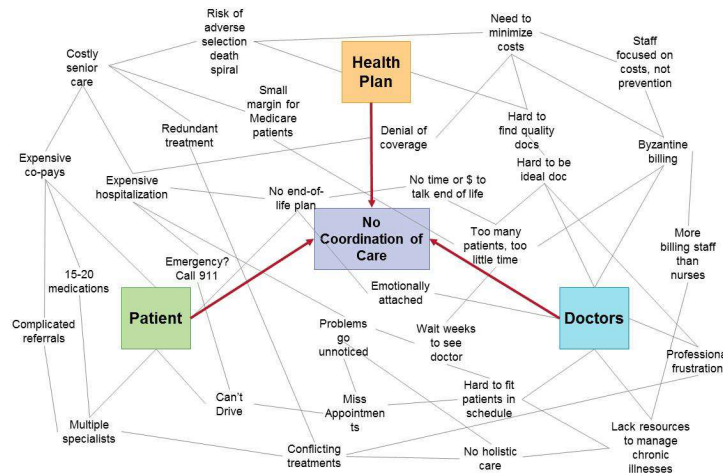 Risk of
adverse
selection
death
spiral
Need to
minimize
costs
Staff
focused on
costs, not
prevention
Costly
senior
care
Health
Plan
Small
margin for
Medicare
patients
Hard to
find quality
docs
Redundant
treatment
Denial of
coverage
Byzantine
billing
Expensive
co-pays
Hard to be
ideal doc
Expensive
hospitalization
No end-of-
life plan
No time or $ to
talk end of life
No
Coordination of
Care
Too many
patients, too
little time
More
billing staff
than
nurses
Emergency?
Call 911
15-20
medications
Emotionally
attached
Patient
Doctors
Complicated
referrals
Problems
go
unnoticed
Wait weeks
to see
doctor
Professional
frustration
Can't
Drive
Miss
Appointmen
ts
Hard to fit
patients in
schedule
Multiple
specialists
Conflicting
treatments
No holistic
care
Lack resources
to manage
chronic
illnesses